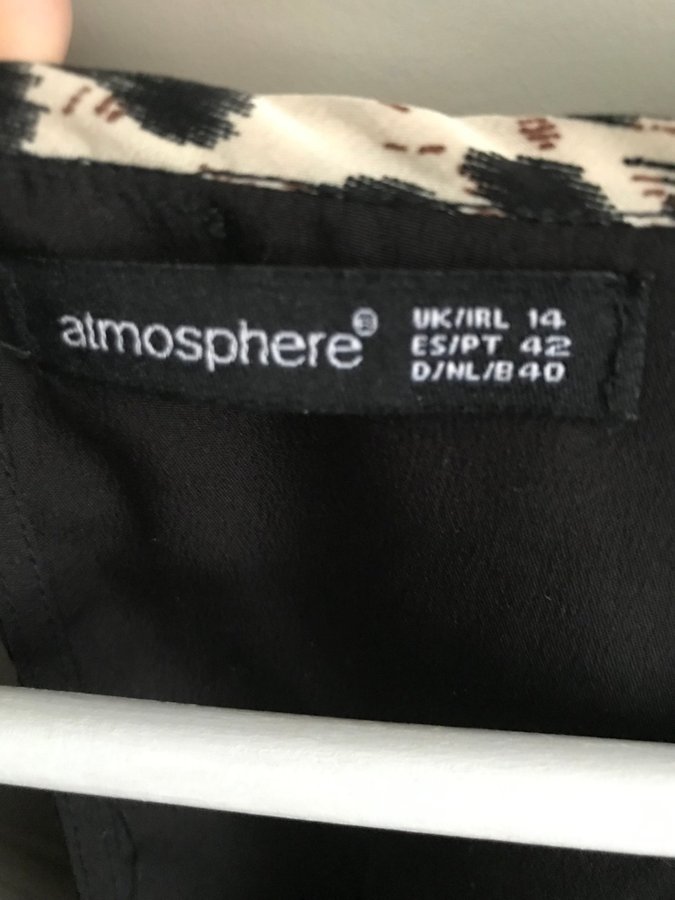 atmosphere®
UK/IRL 14
ES/PT 42
D/NL/B 40